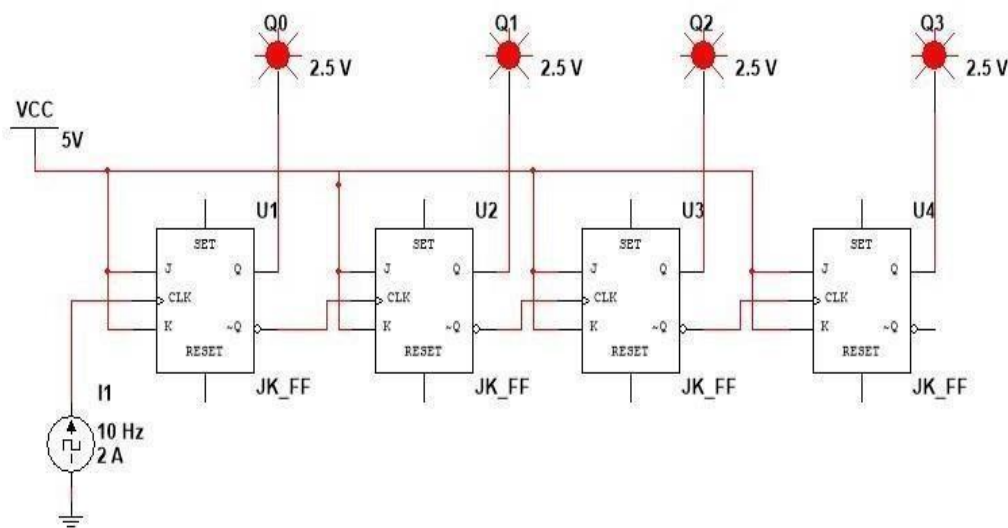 Q0 Q1 Q2 Q3
2.5 V 2.5 V 2.5 V 2.5 V
VCC
5V
U1 U2 U3 U4
SET SET SET SET
J Q J Q J Q J Q
CLK CLK CLK CLK
K ~Q K ~Q K ~Q K ~Q
RESET RESET RESET RESET
JK_FF JK_FF JK_FF JK_FF
I1
10 Hz
2 A